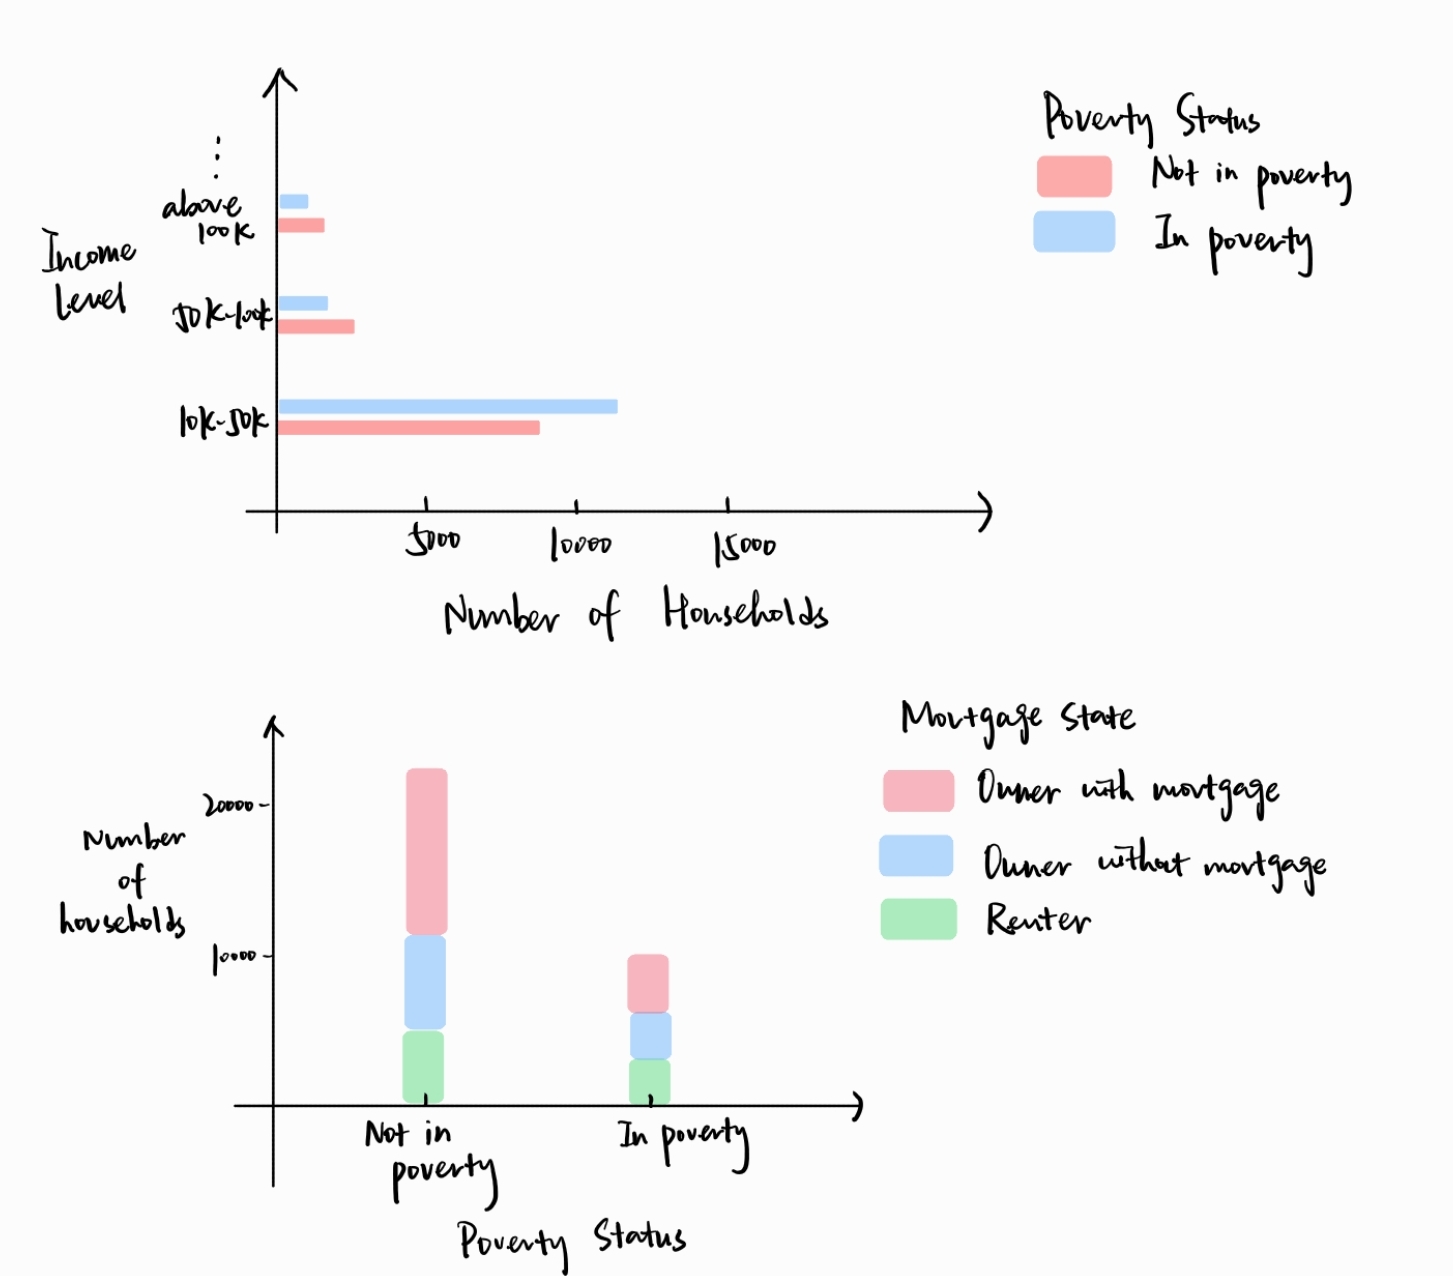 Poverty Status
Not in poverty
In poverty
above
100K
Income
Level
50K-100K
10K-50K
5000
10000
15000
Number of Households
Mortgage State
Owner with mortgage
Owner without mortgage
Renter
20000
Number
of
households
10000
Not in
poverty
In poverty
Poverty Status